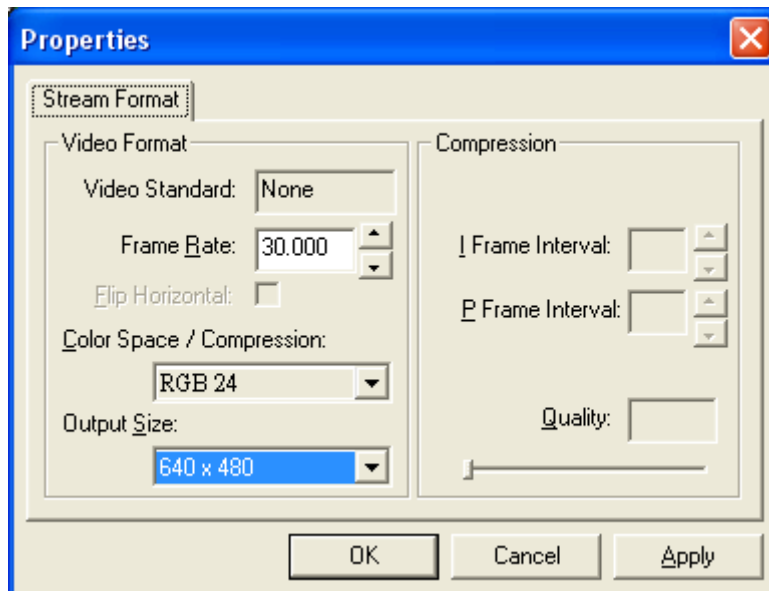 Properties
Stream Format
Video Format
Video Standard: None
Frame Rate: 30.000
Flip Horizontal:
Color Space / Compression:
RGB 24
Output Size:
640 x 480
Compression
I Frame Interval:
P Frame Interval:
Quality:
OK Cancel Apply